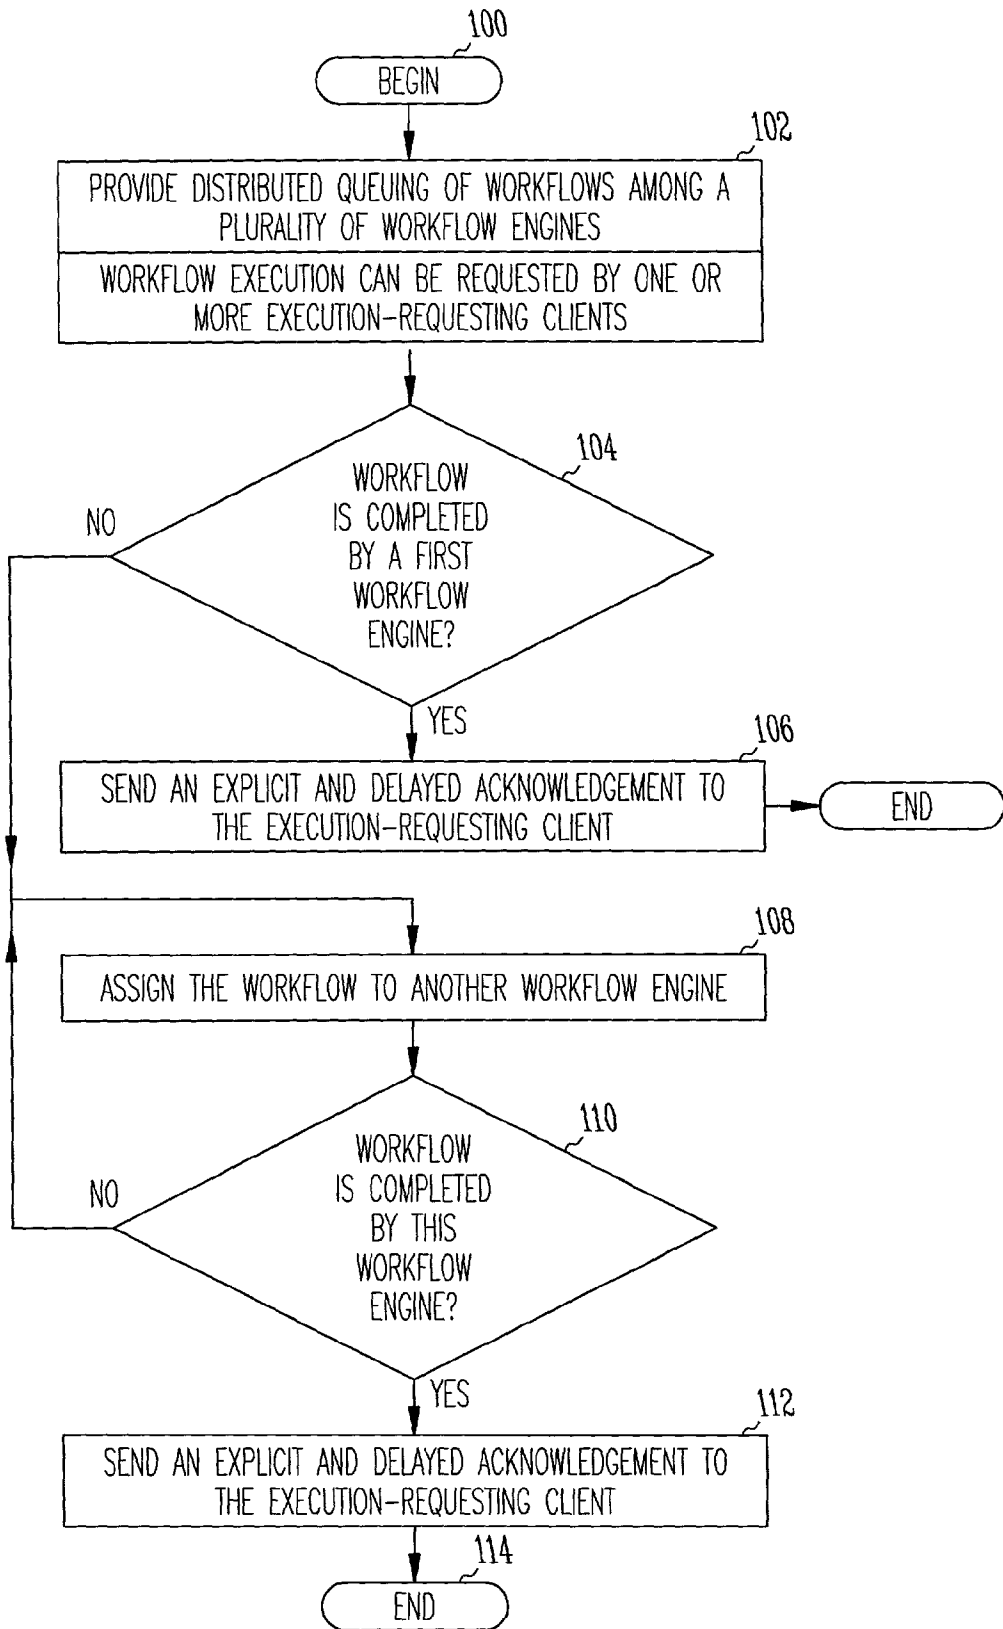 100
BEGIN
102
PROVIDE DISTRIBUTED QUEUING OF WORKFLOWS AMONG A
PLURALITY OF WORKFLOW ENGINES
WORKFLOW EXECUTION CAN BE REQUESTED BY ONE OR
MORE EXECUTION-REQUESTING CLIENTS
104
WORKFLOW
IS COMPLETED
BY A FIRST
WORKFLOW
ENGINE?
NO
YES
106
SEND AN EXPLICIT AND DELAYED ACKNOWLEDGEMENT TO
THE EXECUTION-REQUESTING CLIENT
END
108
ASSIGN THE WORKFLOW TO ANOTHER WORKFLOW ENGINE
110
WORKFLOW
IS COMPLETED
BY THIS
WORKFLOW
ENGINE?
NO
YES
112
SEND AN EXPLICIT AND DELAYED ACKNOWLEDGEMENT TO
THE EXECUTION-REQUESTING CLIENT
114
END